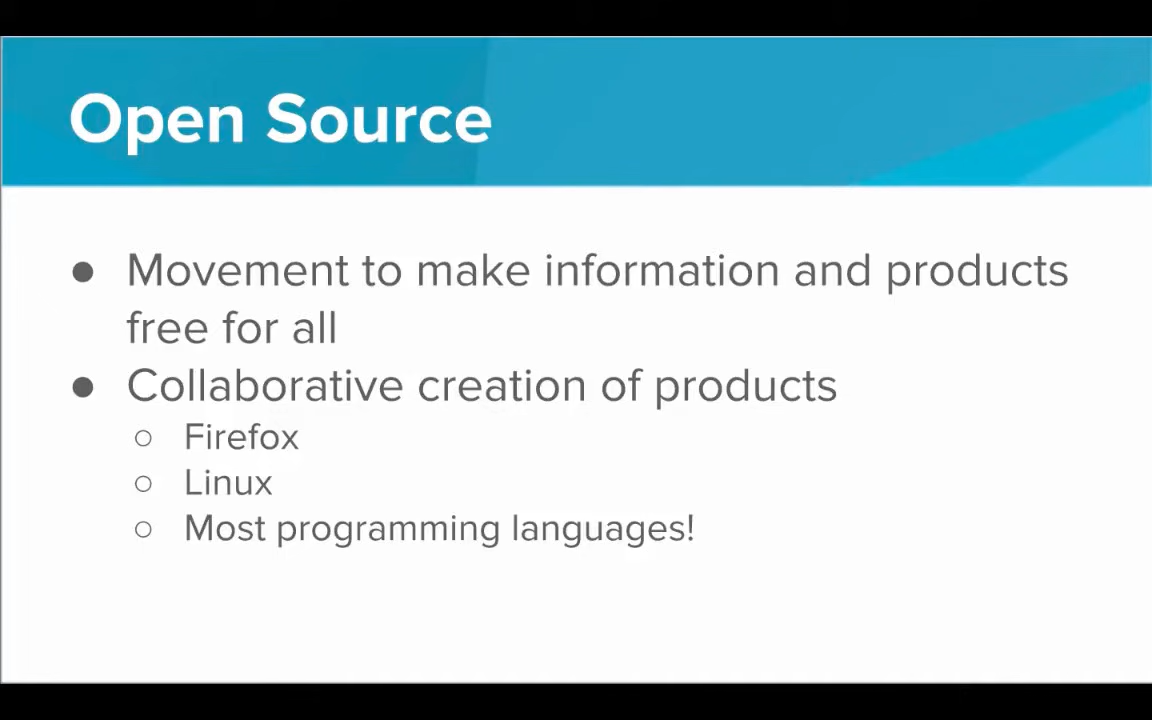 Open Source
● Movement to make information and products
free for all
● Collaborative creation of products
○ Firefox
○ Linux
○ Most programming languages!